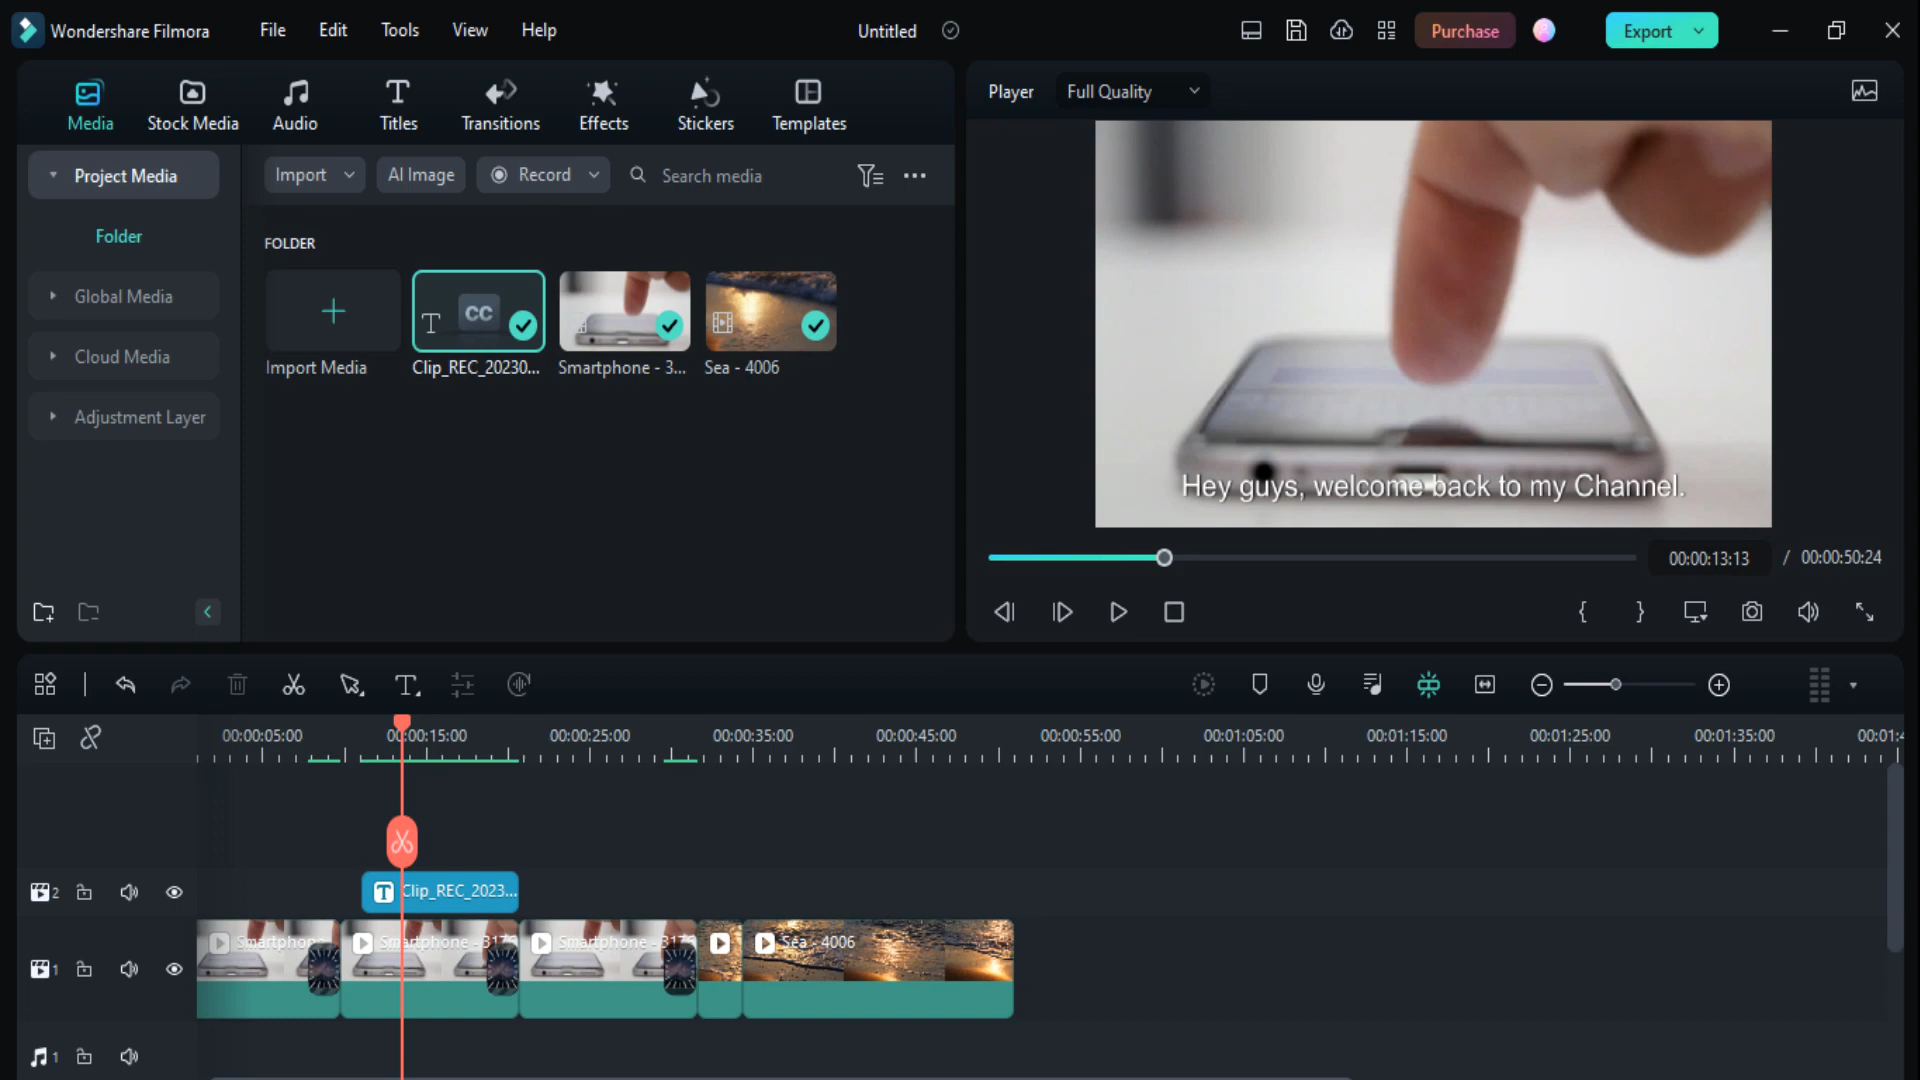 Wondershare Filmora
File Edit Tools View Help
Untitled
Purchase
Export
Media Stock Media Audio Titles Transitions Effects Stickers Templates
Player Full Quality
Project Media
Folder
Global Media
Cloud Media
Adjustment Layer
Import AI Image Record Search media
FOLDER
CC
T
Import Media Clip_REC_20230... Smartphone - 3... Sea - 4006
Hey guys, welcome back to my Channel.
00:00:13:13 / 00:00:50:24
{ }
00:00:05:00 00:00:15:00 00:00:25:00 00:00:35:00 00:00:45:00 00:00:55:00 00:01:05:00 00:01:15:00 00:01:25:00 00:01:35:00 00:01:4
2 T Clip_REC_2023...
1 Smartphone Smartphone - 3176 Smartphone - 3176 Sea - 4006
1